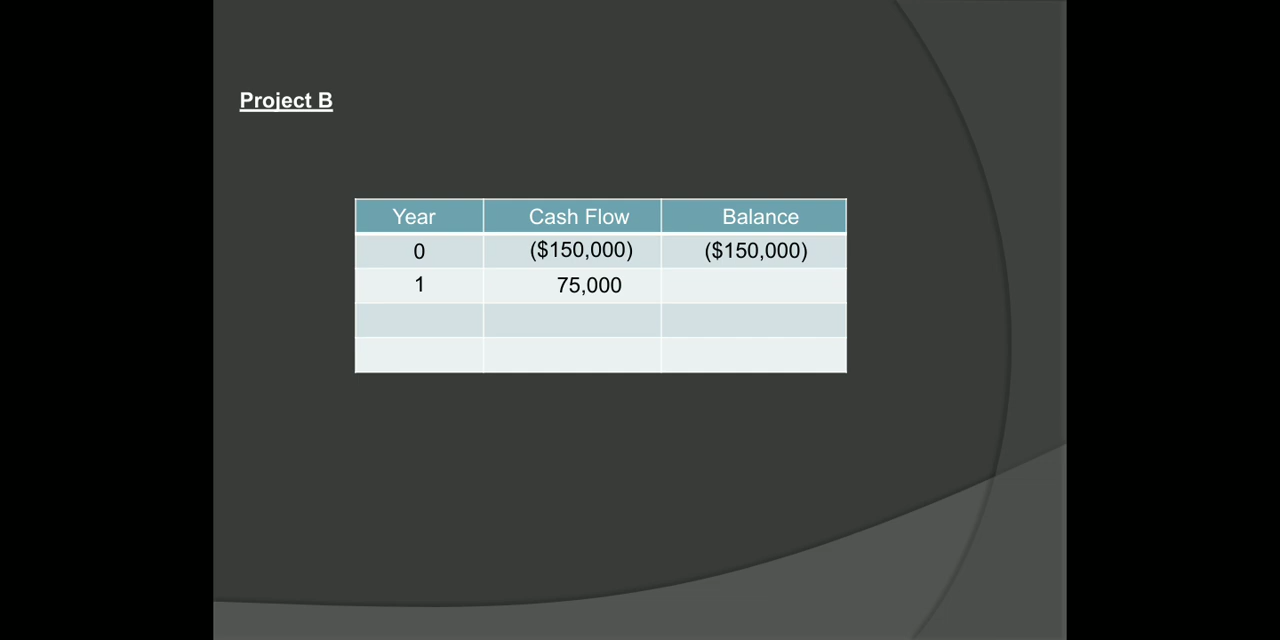 Project B
Year Cash Flow Balance
0 ($150,000) ($150,000)
1 75,000